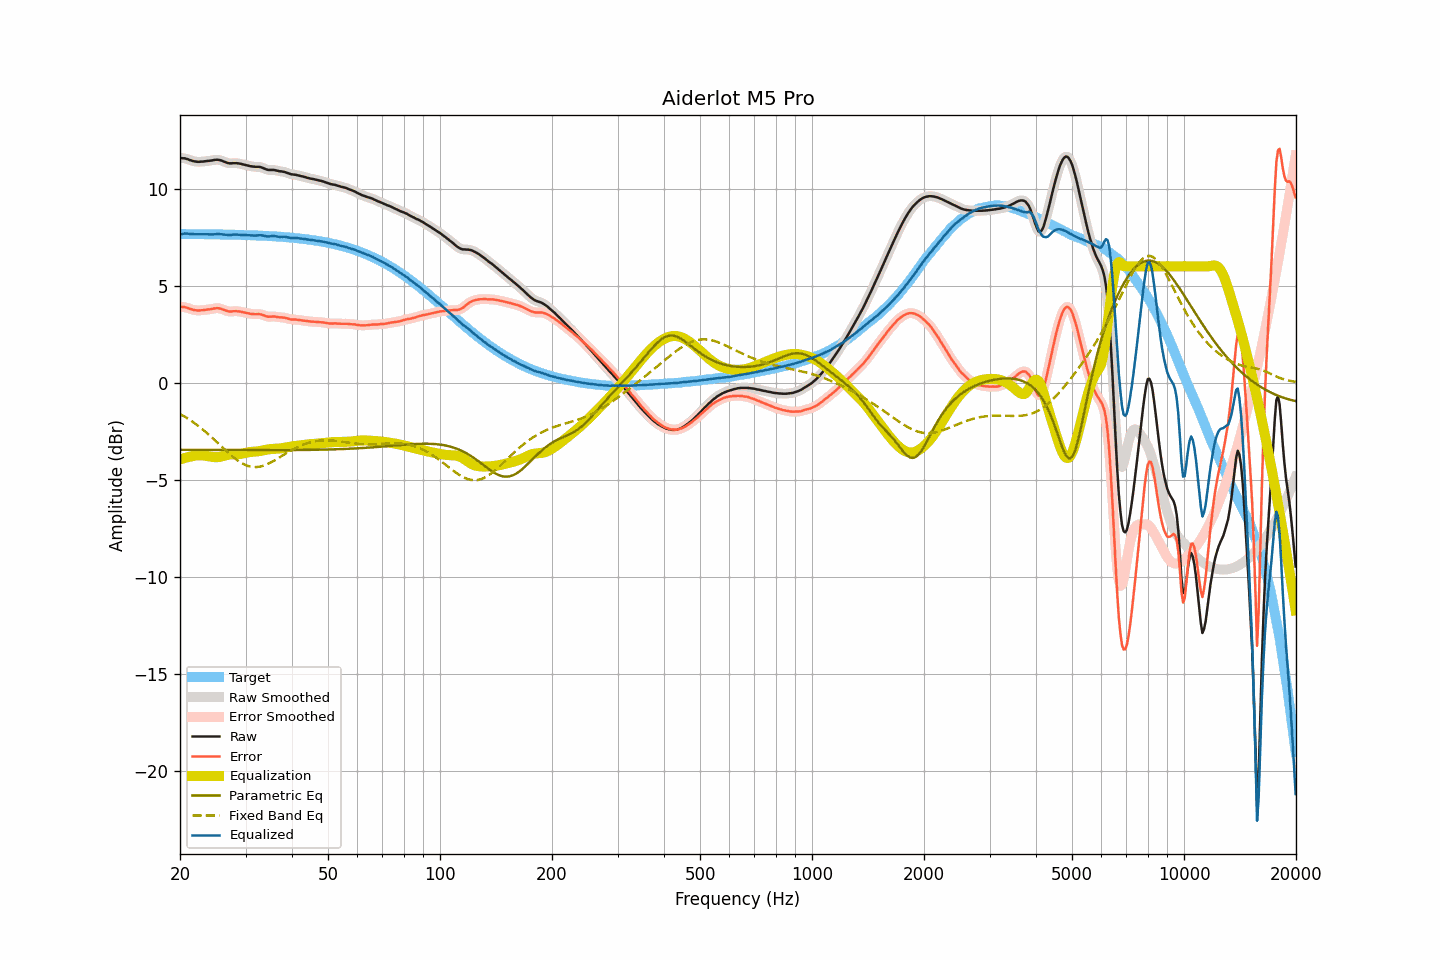 Aiderlot M5 Pro
Amplitude (dBr)
10
5
0
−5
−10
−15
−20
Target
Raw Smoothed
Error Smoothed
Raw
Error
Equalization
Parametric Eq
Fixed Band Eq
Equalized
20 50 100 200 500 1000 2000 5000 10000 20000
Frequency (Hz)